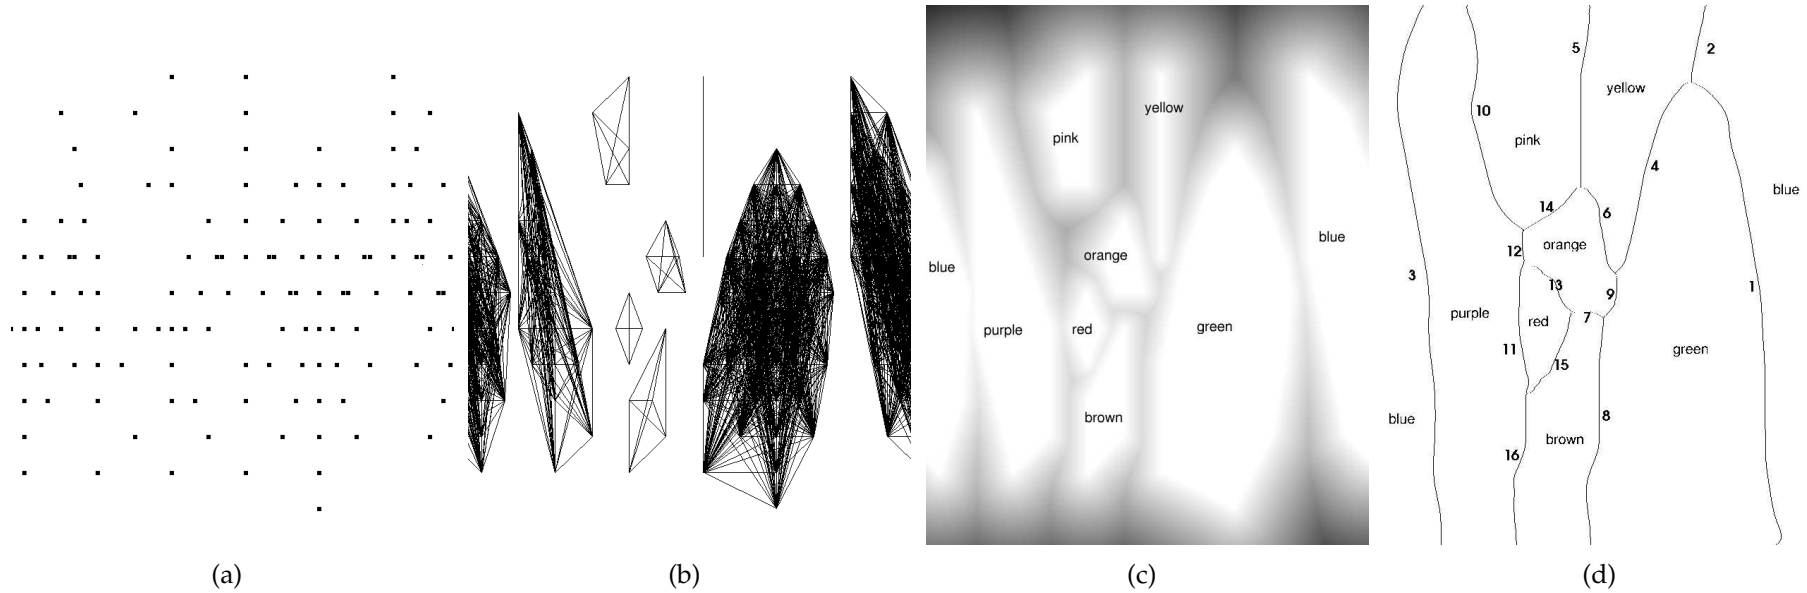 pink
yellow
orange
blue
blue
purple
red
green
brown
5
2
yellow
10
pink
4
blue
14
6
12
orange
3
13
9
1
purple
red
7
11
green
15
blue
8
brown
16
(a)
(b)
(c)
(d)